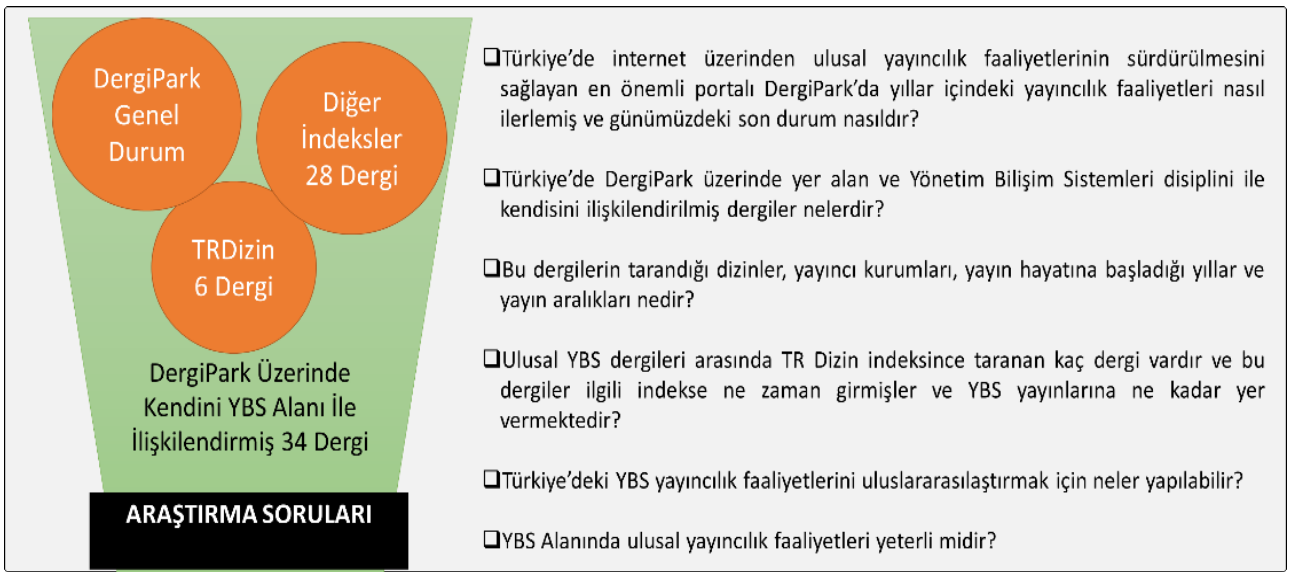 DergiPark
Genel
Durum
Diğer
İndeksler
28 Dergi
TRDizin
6 Dergi
DergiPark Üzerinde
Kendini YBS Alanı İle
İlişkilendirmiş 34 Dergi
ARAŞTIRMA SORULARI
❑Türkiye’de internet üzerinden ulusal yayıncılık faaliyetlerinin sürdürülmesini
sağlayan en önemli portalı DergiPark’da yıllar içindeki yayıncılık faaliyetleri nasıl
ilerlemiş ve günümüzdeki son durum nasıldır?
❑Türkiye’de DergiPark üzerinde yer alan ve Yönetim Bilişim Sistemleri disiplini ile
kendisini ilişkilendirilmiş dergiler nelerdir?
❑Bu dergilerin tarandığı dizinler, yayıncı kurumları, yayın hayatına başladığı yıllar ve
yayın aralıkları nedir?
❑Ulusal YBS dergileri arasında TR Dizin indeksince taranan kaç dergi vardır ve bu
dergiler ilgili indekse ne zaman girmişler ve YBS yayınlarına ne kadar yer
vermektedir?
❑Türkiye’deki YBS yayıncılık faaliyetlerini uluslararasılaştırmak için neler yapılabilir?
❑YBS Alanında ulusal yayıncılık faaliyetleri yeterli midir?